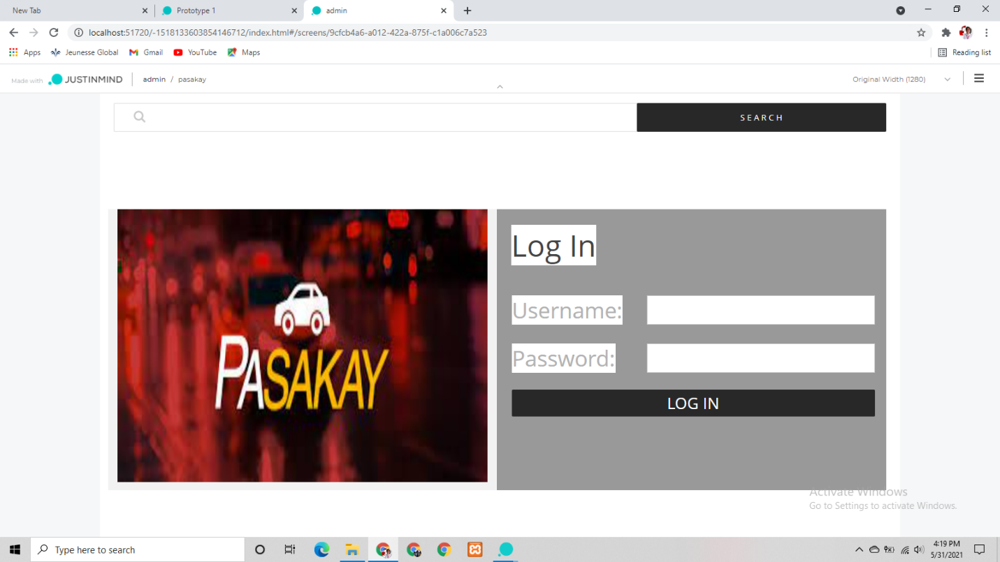 New Tab
Prototype 1
admin
localhost:51720/-1518133603854146712/index.html#/screens/9cfcb4a6-a012-422a-875f-c1a006c7a523
Apps
Jeunesse Global
Gmail
YouTube
Maps
Reading list
Made with JUSTINMIND
admin / pasakay
Original Width (1280)
SEARCH
PASAKAY
Log In
Username:
Password:
LOG IN
Activate Windows
Go to Settings to activate Windows.
Type here to search
4:19 PM
5/31/2021